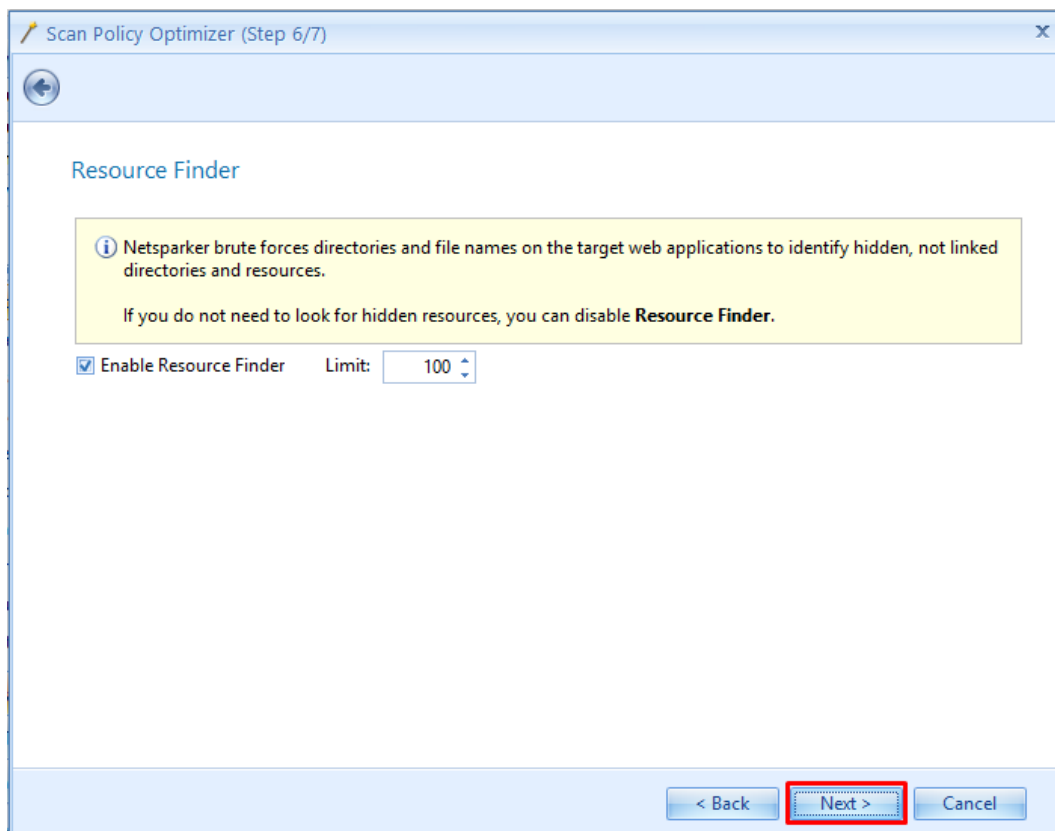 Scan Policy Optimizer (Step 6/7)
Resource Finder
Netsparker brute forces directories and file names on the target web applications to identify hidden, not linked
directories and resources.
If you do not need to look for hidden resources, you can disable Resource Finder.
Enable Resource Finder Limit: 100
< Back Next > Cancel